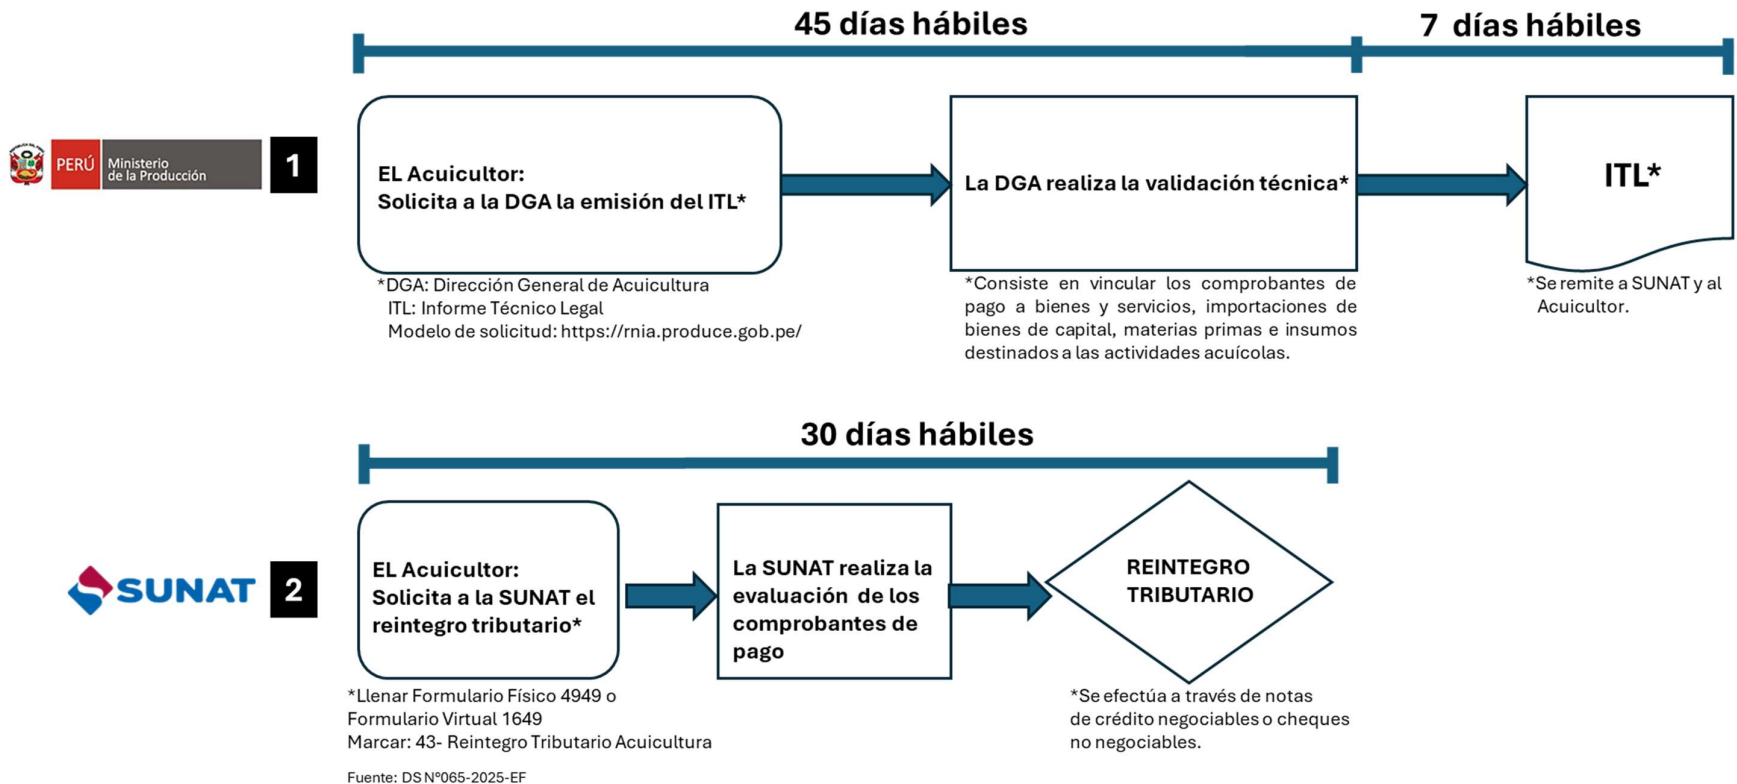 45 días hábiles
7 días hábiles
PERÚ
Ministerio
de la Producción
1
EL Acuicultor:
Solicita a la DGA la emisión del ITL*
La DGA realiza la validación técnica*
ITL*
*DGA: Dirección General de Acuicultura
ITL: Informe Técnico Legal
Modelo de solicitud: https://rnia.produce.gob.pe/
*Consiste en vincular los comprobantes de
pago a bienes y servicios, importaciones de
bienes de capital, materias primas e insumos
destinados a las actividades acuícolas.
*Se remite a SUNAT y al
Acuicultor.
30 días hábiles
SUNAT
2
EL Acuicultor:
Solicita a la SUNAT el
reintegro tributario*
La SUNAT realiza la
evaluación de los
comprobantes de
pago
REINTEGRO
TRIBUTARIO
*Llenar Formulario Físico 4949 o
Formulario Virtual 1649
Marcar: 43- Reintegro Tributario Acuicultura
*Se efectúa a través de notas
de crédito negociables o cheques
no negociables.
Fuente: DS N°065-2025-EF